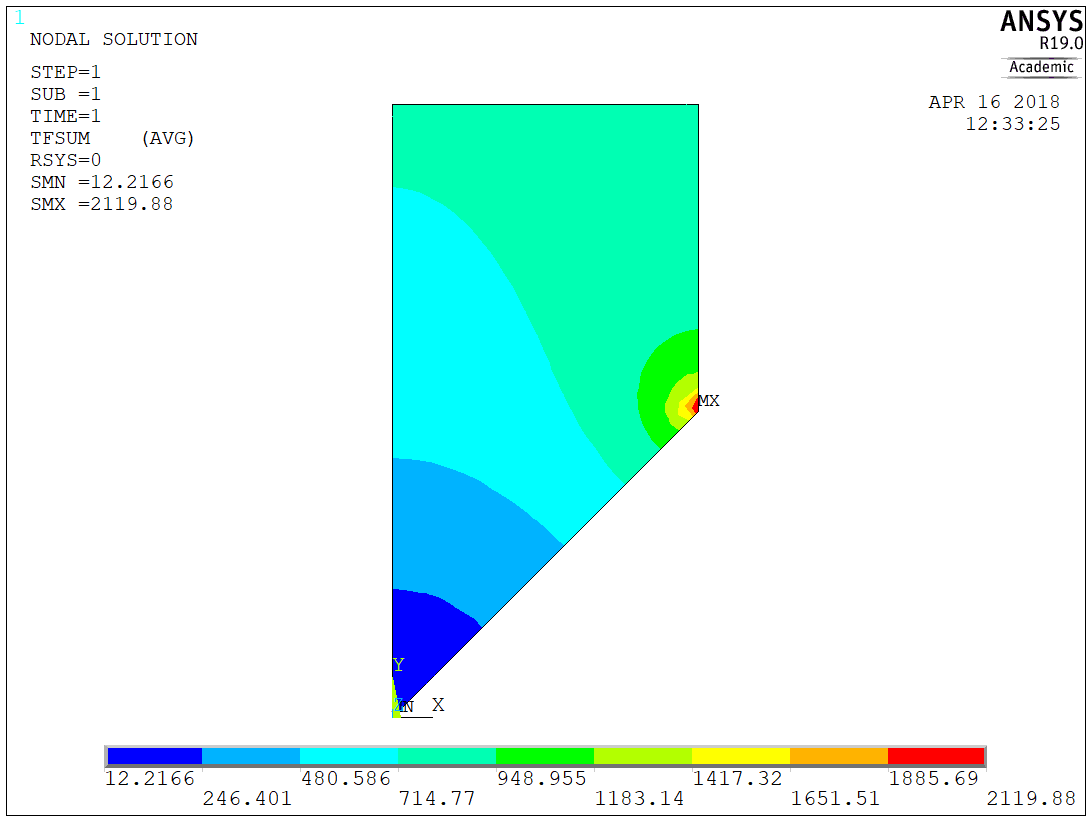 1
NODAL SOLUTION
STEP=1
SUB =1
TIME=1
TFSUM (AVG)
RSYS=0
SMN =12.2166
SMX =2119.88
ANSYS
R19.0
Academic
APR 16 2018
12:33:25
MX
Y
N X
12.2166 480.586 948.955 1417.32 1885.69
246.401 714.77 1183.14 1651.51 2119.88